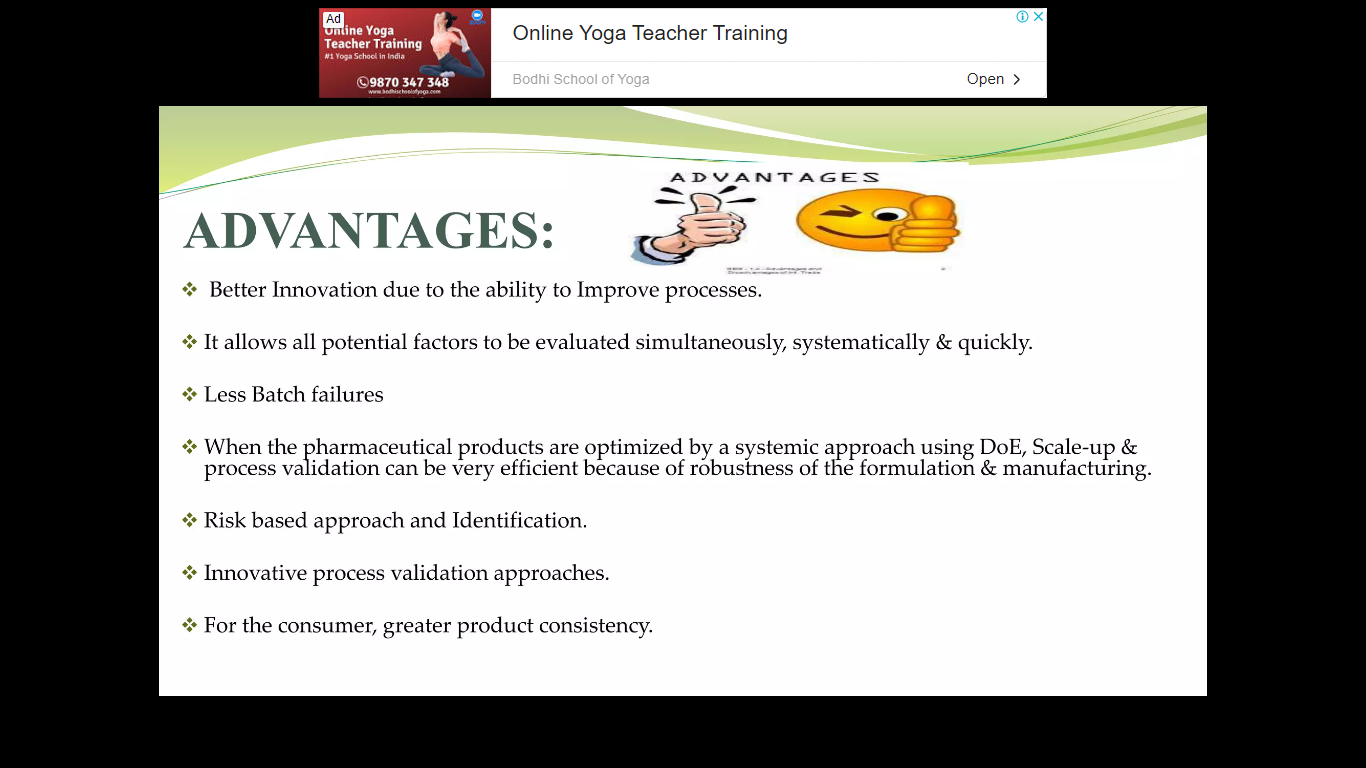 Ad
Online Yoga
Teacher Training
#1 Yoga School in India
9870 347 348
www.bodhischoolofyoga.com
Online Yoga Teacher Training
Bodhi School of Yoga
Open
ADVANTAGES
ADVANTAGES:
❖ Better Innovation due to the ability to Improve processes.
❖ It allows all potential factors to be evaluated simultaneously, systematically & quickly.
❖ Less Batch failures
❖ When the pharmaceutical products are optimized by a systemic approach using DoE, Scale-up &
process validation can be very efficient because of robustness of the formulation & manufacturing.
❖ Risk based approach and Identification.
❖ Innovative process validation approaches.
❖ For the consumer, greater product consistency.